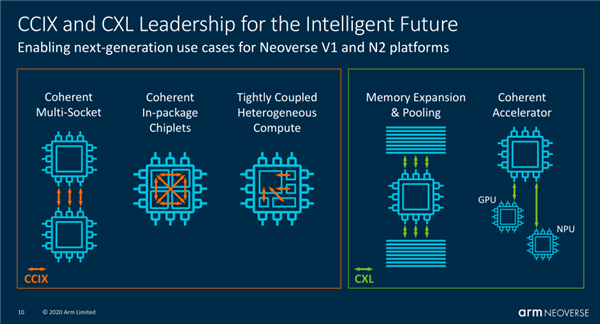 CCIX and CXL Leadership for the Intelligent Future
Enabling next-generation use cases for Neoverse V1 and N2 platforms
Coherent
Multi-Socket
Coherent
In-package
Chiplets
Tightly Coupled
Heterogeneous
Compute
Memory Expansion
& Pooling
Coherent
Accelerator
GPU
NPU
CCIX
CXL
10 © 2020 Arm Limited
arm NEOVERSE